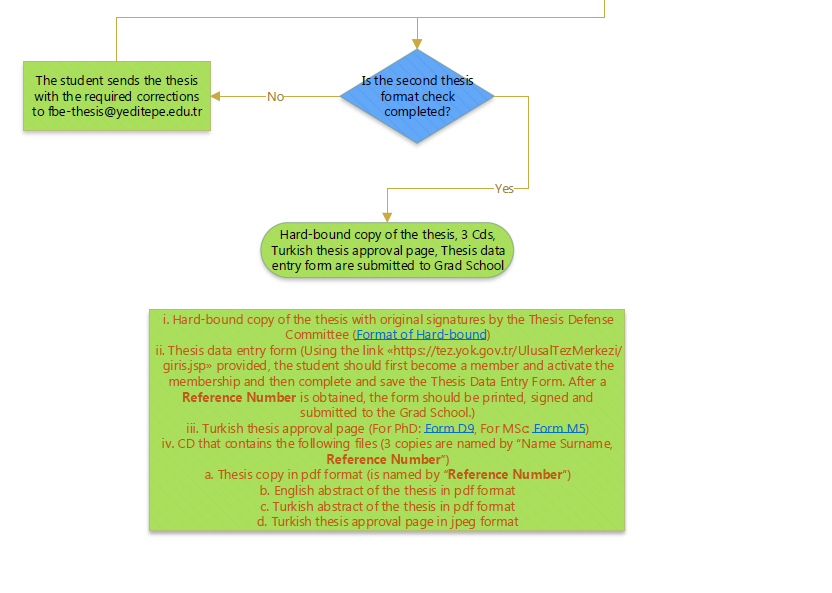 Is the second thesis
format check
completed?
No
The student sends the thesis
with the required corrections
to fbe-thesis@yeditepe.edu.tr
Yes
Hard-bound copy of the thesis, 3 Cds,
Turkish thesis approval page, Thesis data
entry form are submitted to Grad School
i. Hard-bound copy of the thesis with original signatures by the Thesis Defense
Committee (Format of Hard-bound)
ii. Thesis data entry form (Using the link «https://tez.yok.gov.tr/UlusalTezMerkezi/
giris.jsp» provided, the student should first become a member and activate the
membership and then complete and save the Thesis Data Entry Form. After a
Reference Number is obtained, the form should be printed, signed and
submitted to the Grad School.)
iii. Turkish thesis approval page (For PhD: Form D9, For MSc: Form M5)
iv. CD that contains the following files (3 copies are named by “Name Surname,
Reference Number”)
a. Thesis copy in pdf format (is named by “Reference Number”)
b. English abstract of the thesis in pdf format
c. Turkish abstract of the thesis in pdf format
d. Turkish thesis approval page in jpeg format